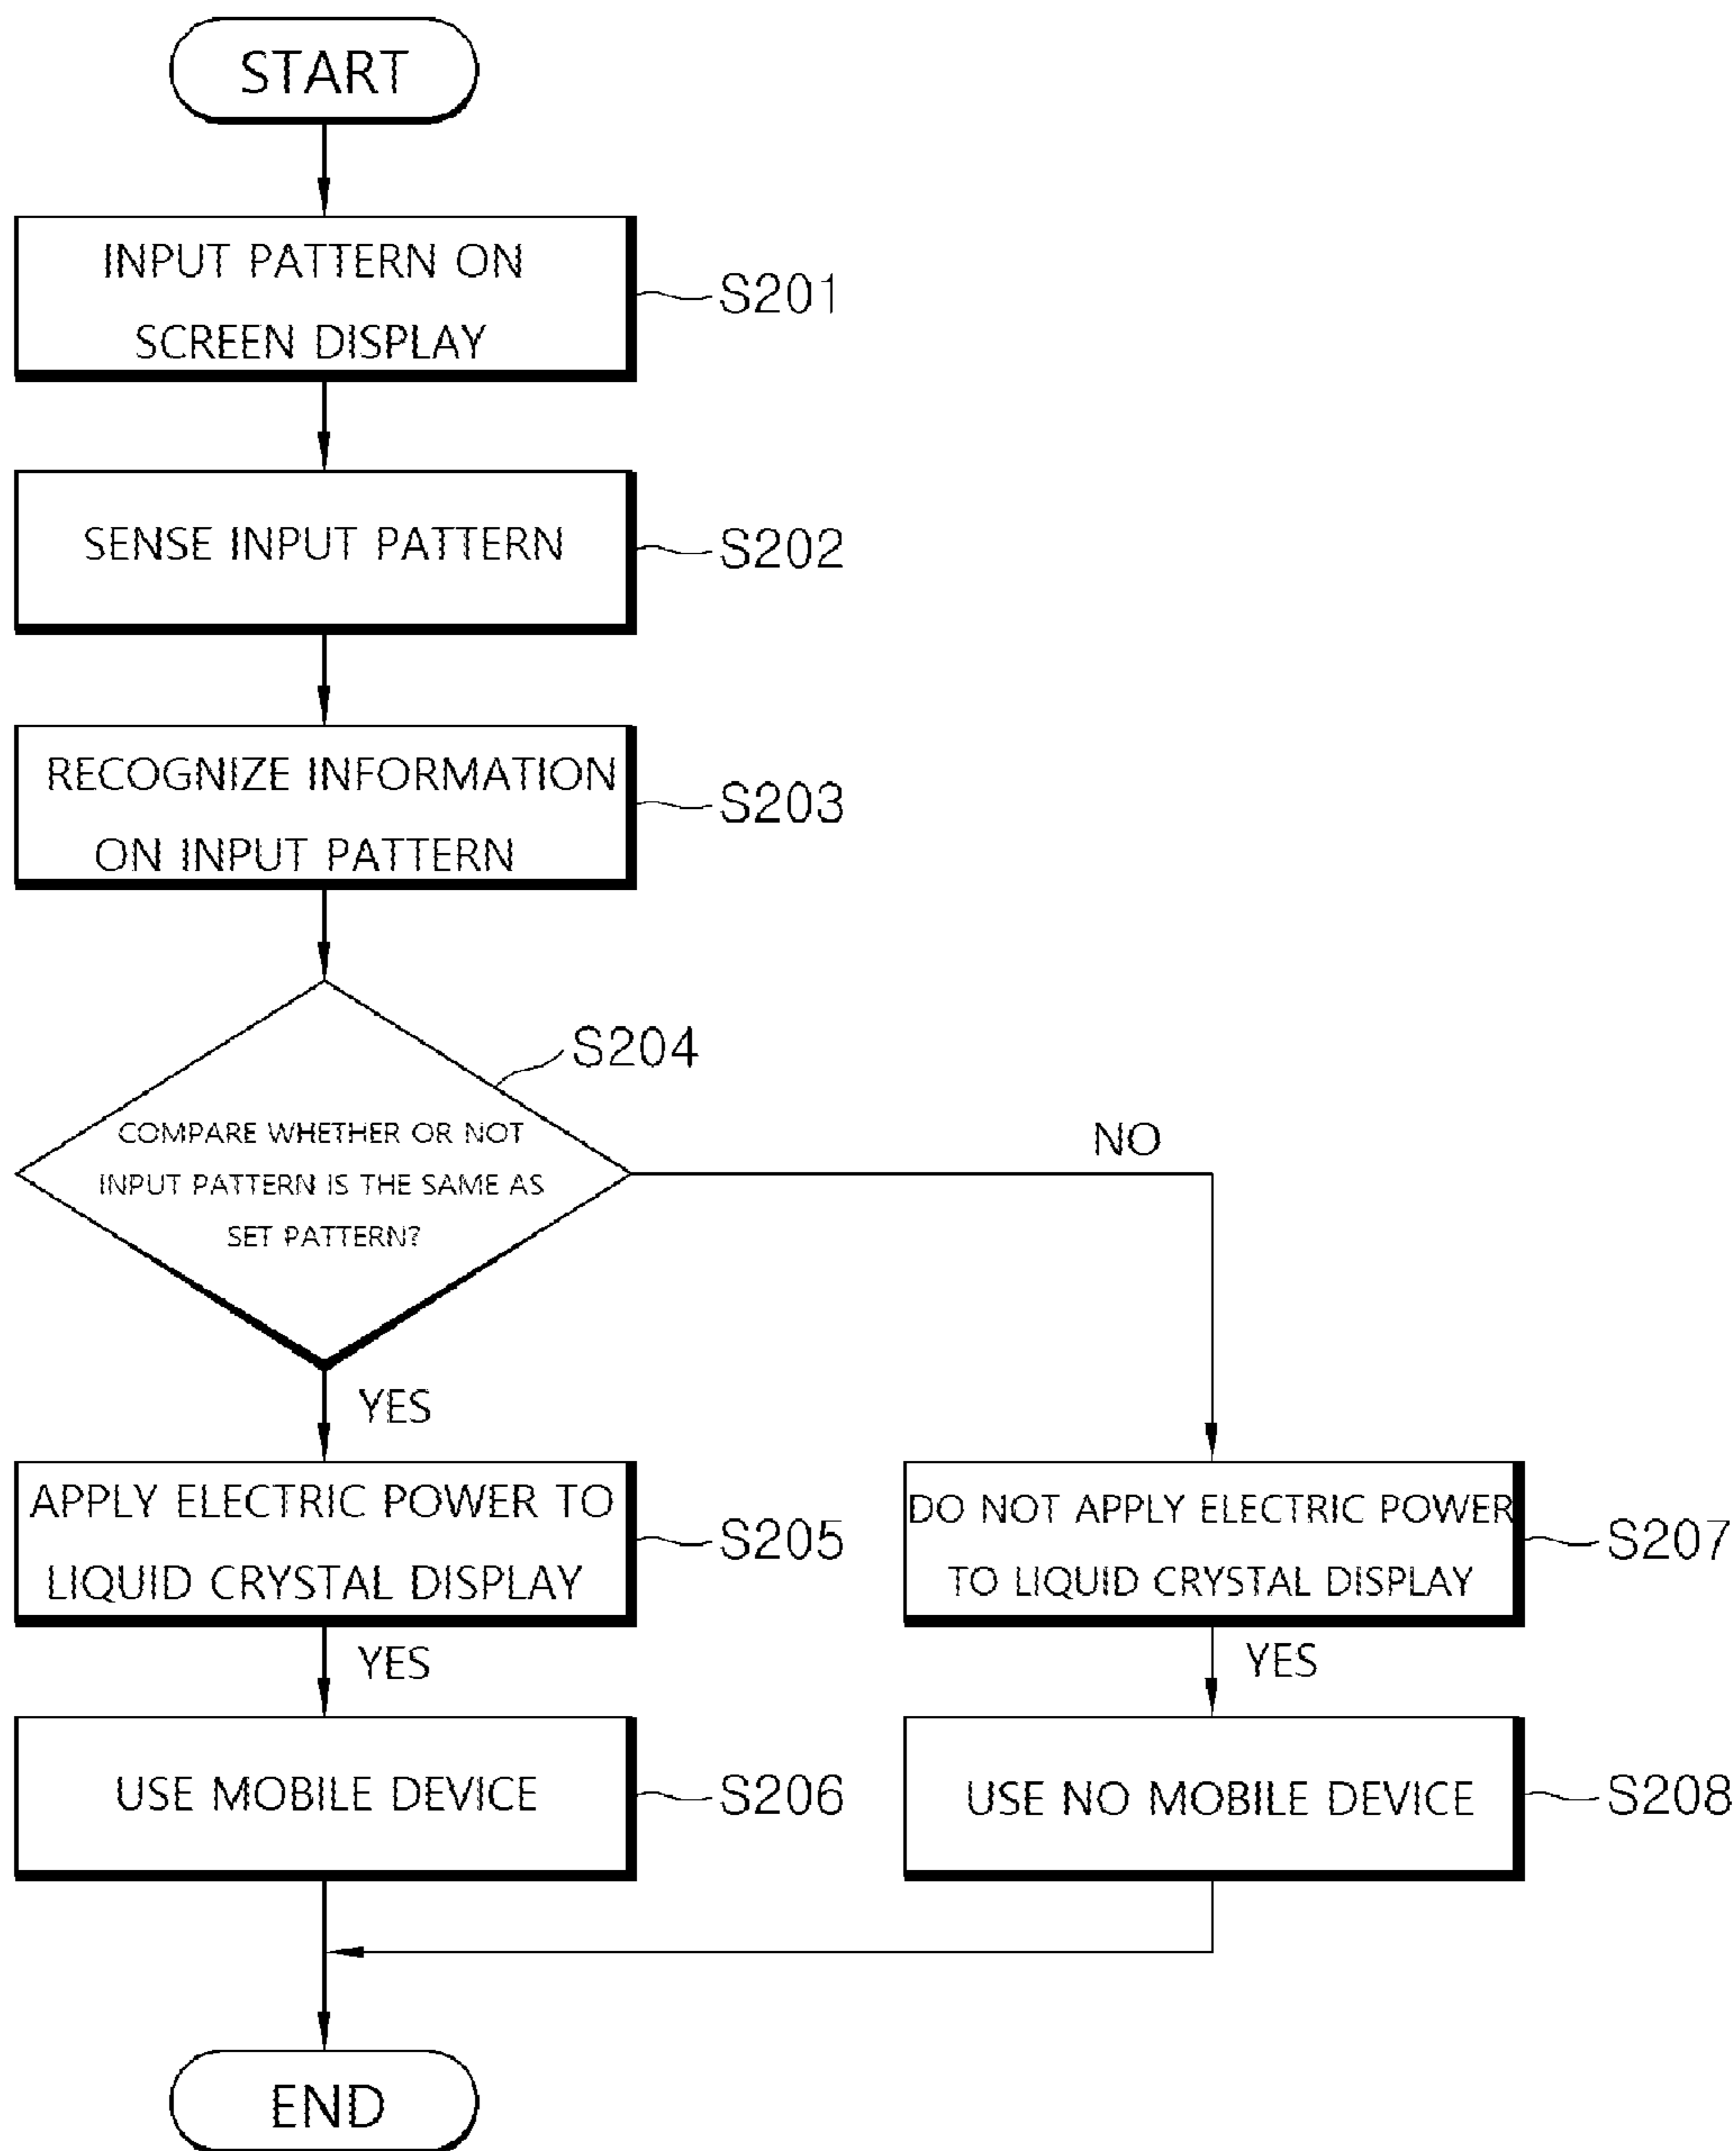 START
INPUT PATTERN ON
SCREEN DISPLAY
S201
SENSE INPUT PATTERN
S202
RECOGNIZE INFORMATION
ON INPUT PATTERN
S203
S204
COMPARE WHETHER OR NOT
INPUT PATTERN IS THE SAME AS
SET PATTERN?
NO
YES
APPLY ELECTRIC POWER TO
LIQUID CRYSTAL DISPLAY
S205
DO NOT APPLY ELECTRIC POWER
TO LIQUID CRYSTAL DISPLAY
S207
YES
YES
USE MOBILE DEVICE
S206
USE NO MOBILE DEVICE
S208
END